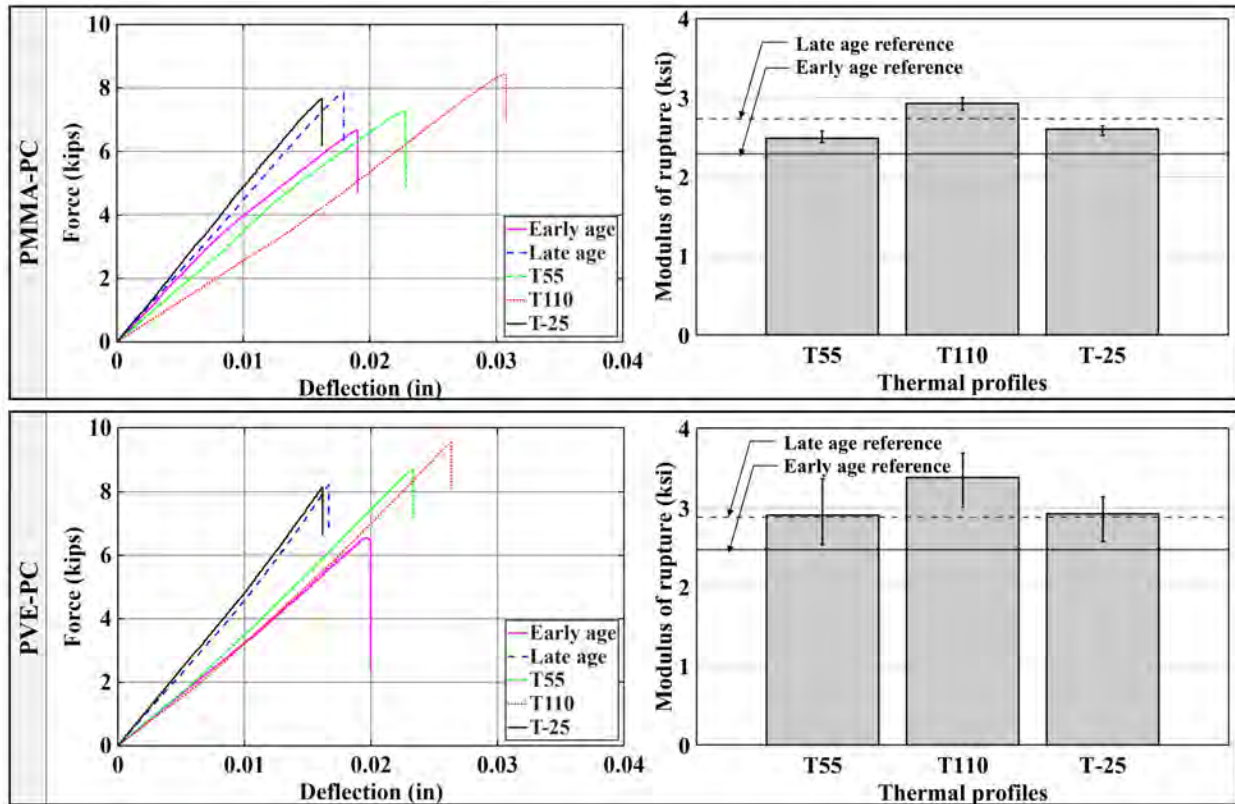 PMMA-PC
Force (kips)
10
8
6
4
2
0
Early age
Late age
T55
T110
T-25
0 0.01 0.02 0.03 0.04
Deflection (in)
Modulus of rupture (ksi)
4
3
2
1
0
Late age reference
Early age reference
T55 T110 T-25
Thermal profiles
PVE-PC
Force (kips)
10
8
6
4
2
0
Early age
Late age
T55
T110
T-25
0 0.01 0.02 0.03 0.04
Deflection (in)
Modulus of rupture (ksi)
4
3
2
1
0
Late age reference
Early age reference
T55 T110 T-25
Thermal profiles